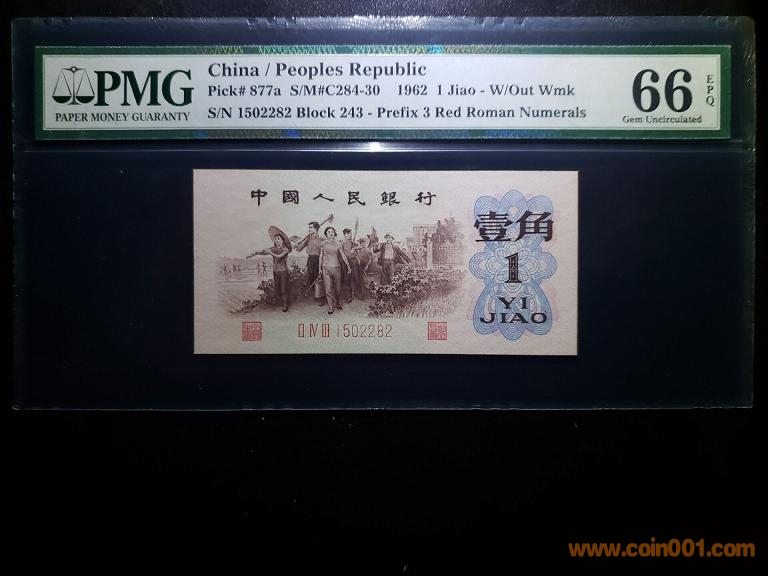 PMG
PAPER MONEY GUARANTY
China / Peoples Republic
Pick# 877a S/M#C284-30 1962 1 Jiao - W/Out Wmk
S/N 1502282 Block 243 - Prefix 3 Red Roman Numerals
66
EPQ
Gem Uncirculated
中國人民銀行
壹角
1
YI
JIAO
II IV III 1502282
www.coin001.com